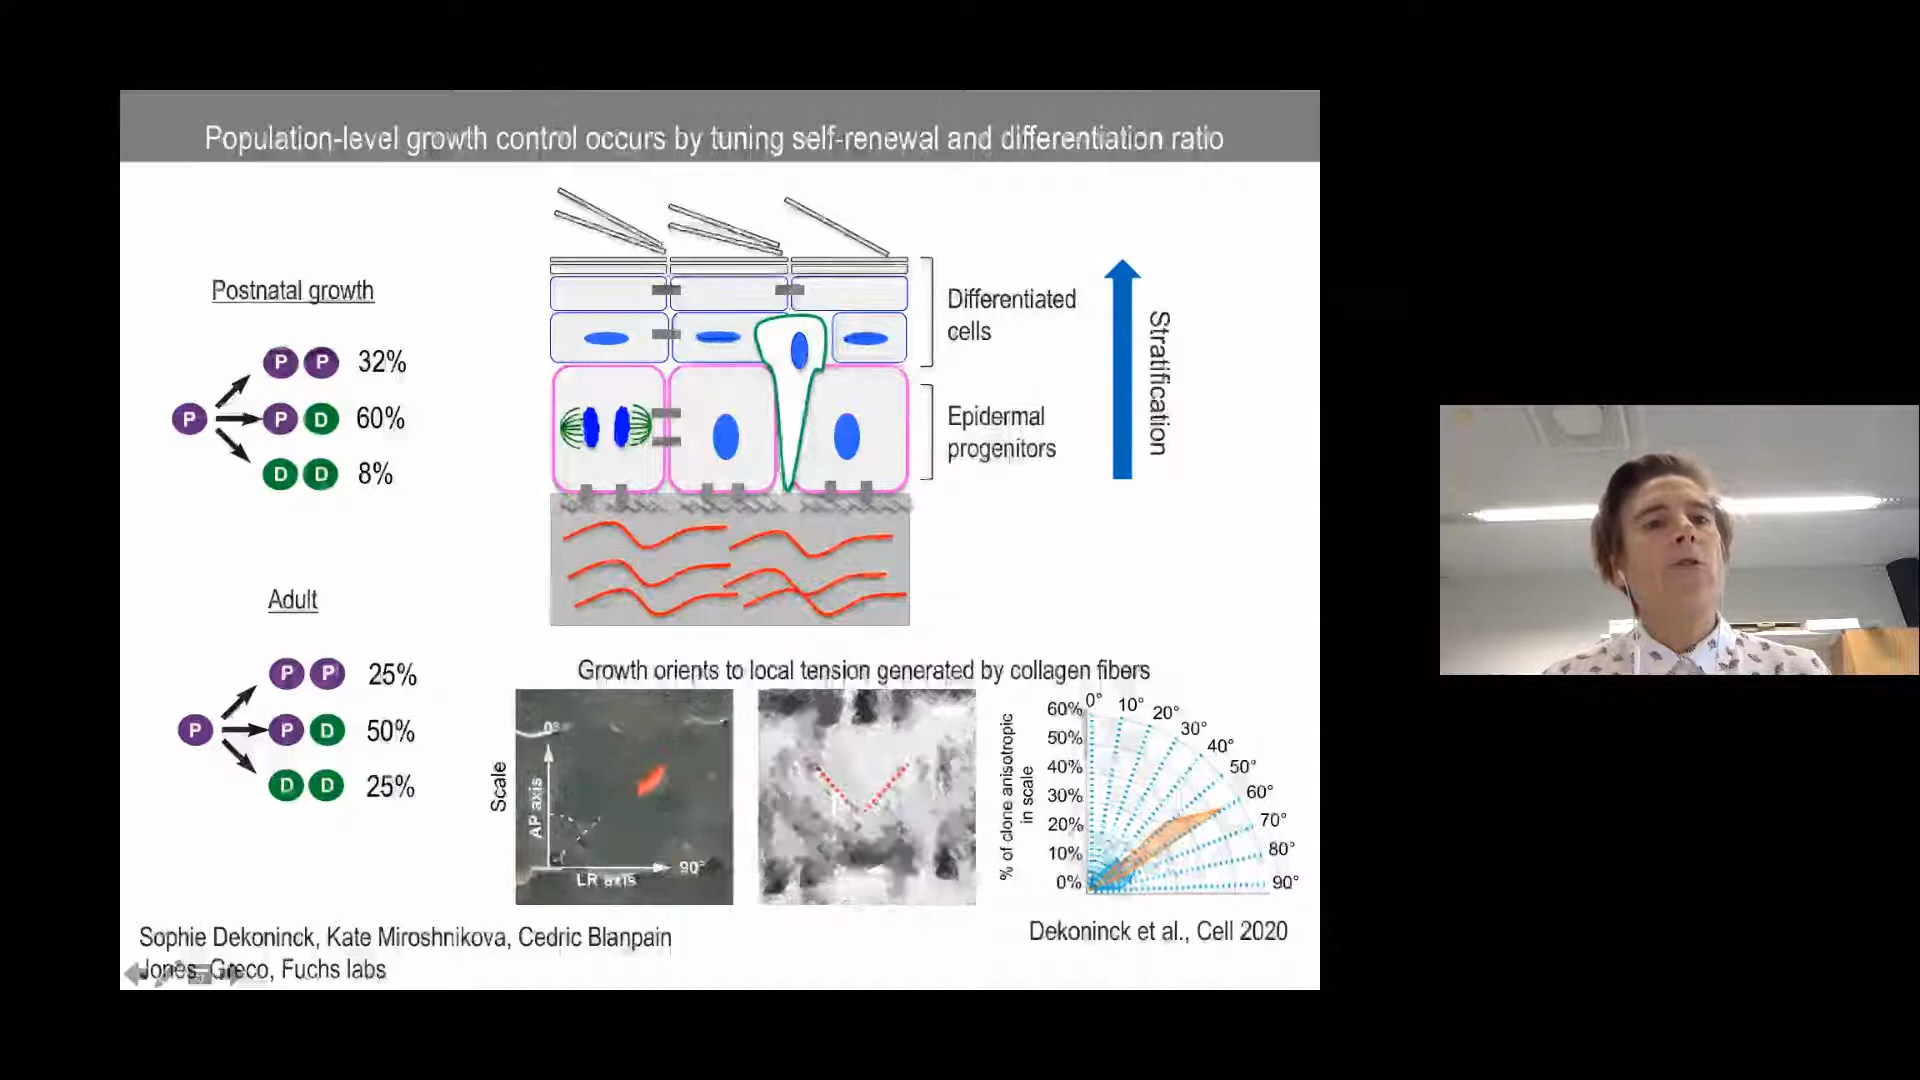 Population-level growth control occurs by tuning self-renewal and differentiation ratio
Postnatal growth
P
P P 32%
P D 60%
D D 8%
Differentiated
cells
Epidermal
progenitors
Stratification
Adult
P
P P 25%
P D 50%
D D 25%
Growth orients to local tension generated by collagen fibers
Scale
AP axis
0°
LR axis
90°
% of clone anisotropic
in scale
60%
50%
40%
30%
20%
10%
0%
0°
10°
20°
30°
40°
50°
60°
70°
80°
90°
Sophie Dekoninck, Kate Miroshnikova, Cedric Blanpain
Jones, Greco, Fuchs labs
Dekoninck et al., Cell 2020